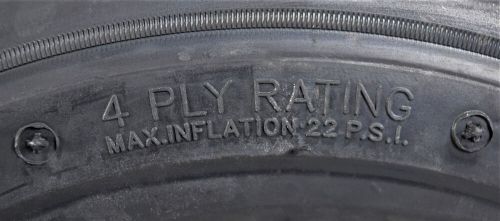 4 PLY RATING
MAX.INFLATION 22 P.S.I.